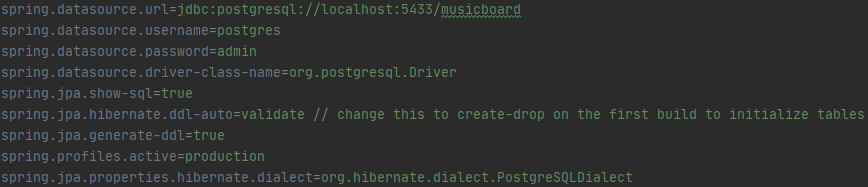 spring.datasource.url=jdbc:postgresql://localhost:5433/musicboard
spring.datasource.username=postgres
spring.datasource.password=admin
spring.datasource.driver-class-name=org.postgresql.Driver
spring.jpa.show-sql=true
spring.jpa.hibernate.ddl-auto=validate // change this to create-drop on the first build to initialize tables
spring.jpa.generate-ddl=true
spring.profiles.active=production
spring.jpa.properties.hibernate.dialect=org.hibernate.dialect.PostgreSQLDialect